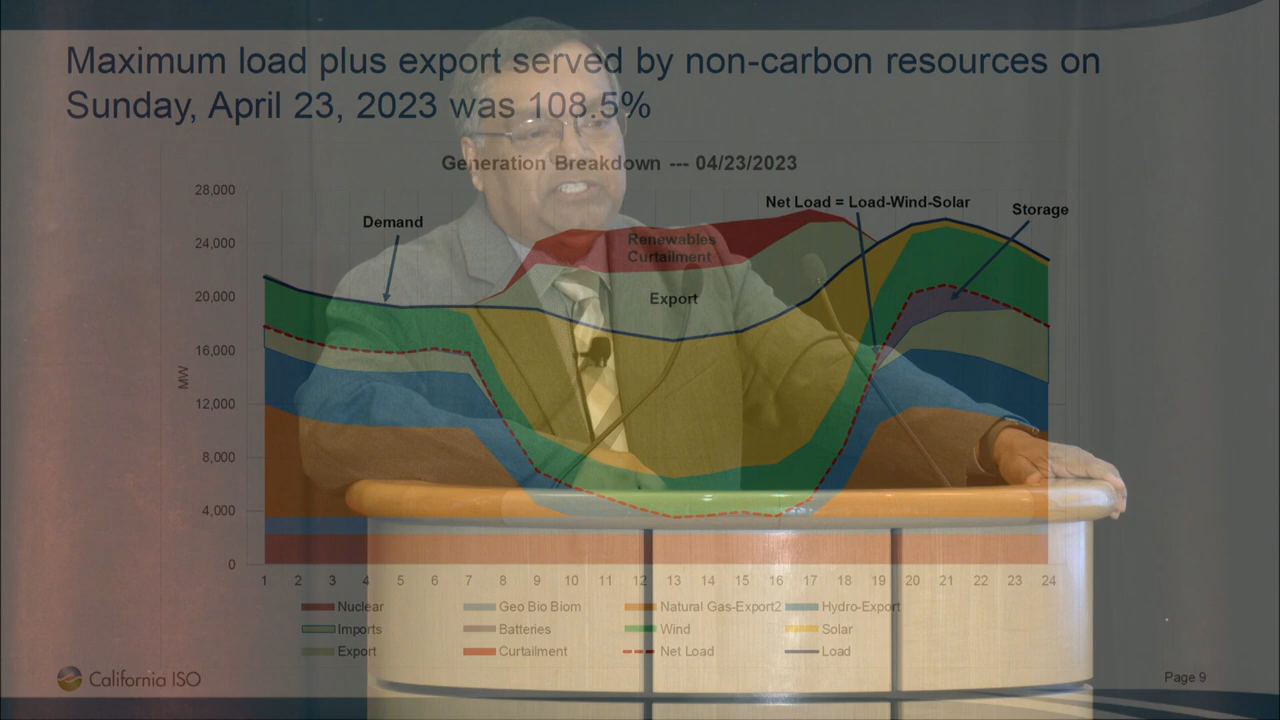 Maximum load plus export served by non-carbon resources on
Sunday, April 23, 2023 was 108.5%
Generation Breakdown --- 04/23/2023
28,000
24,000
20,000
16,000
12,000
8,000
4,000
0
MW
Demand
Renewables
Curtailment
Export
Net Load = Load-Wind-Solar
Storage
1 2 3 4 5 6 7 8 9 10 11 12 13 14 15 16 17 18 19 20 21 22 23 24
Nuclear Geo Bio Biom Natural Gas-Export2 Hydro-Export
Imports Batteries Wind Solar
Export Curtailment Net Load Load
California ISO
Page 9